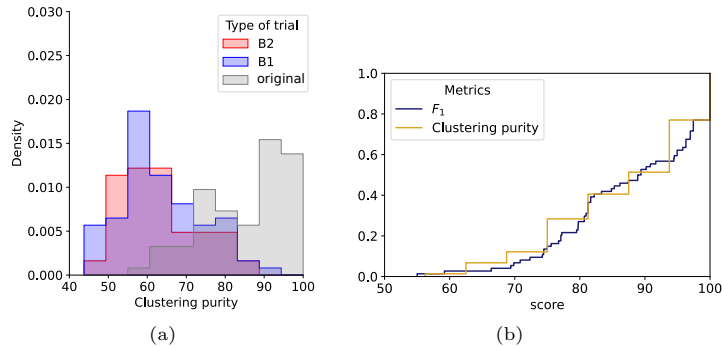 0.030
0.025
0.020
0.015
0.010
0.005
0.000
Density
40 50 60 70 80 90 100
Clustering purity
Type of trial
B2
B1
original
(a)
1.0
0.8
0.6
0.4
0.2
0.0
50 60 70 80 90 100
score
Metrics
F₁
Clustering purity
(b)